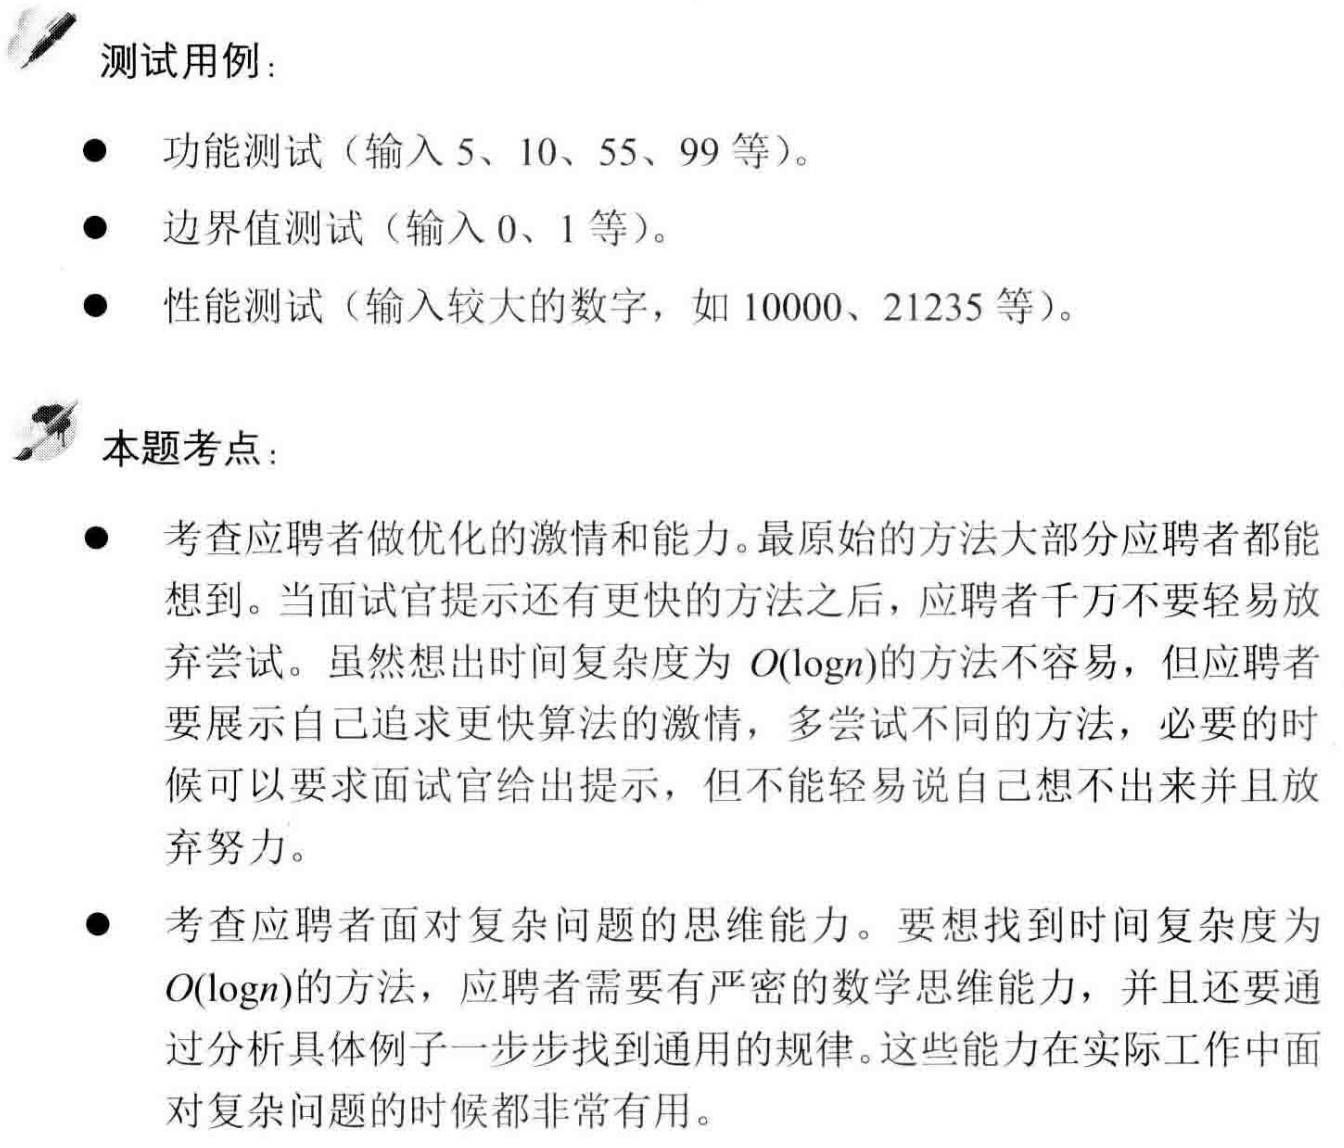 测试用例：
● 功能测试（输入 5、10、55、99 等）。
● 边界值测试（输入 0、1 等）。
● 性能测试（输入较大的数字，如 10000、21235 等）。
本题考点：
● 考查应聘者做优化的激情和能力。最原始的方法大部分应聘者都能
想到。当面试官提示还有更快的方法之后，应聘者千万不要轻易放
弃尝试。虽然想出时间复杂度为 O(logn)的方法不容易，但应聘者
要展示自己追求更快算法的激情，多尝试不同的方法，必要的时
候可以要求面试官给出提示，但不能轻易说自己想不出来并且放
弃努力。
● 考查应聘者面对复杂问题的思维能力。要想找到时间复杂度为
O(logn)的方法，应聘者需要有严密的数学思维能力，并且还要通
过分析具体例子一步步找到通用的规律。这些能力在实际工作中面
对复杂问题的时候都非常有用。